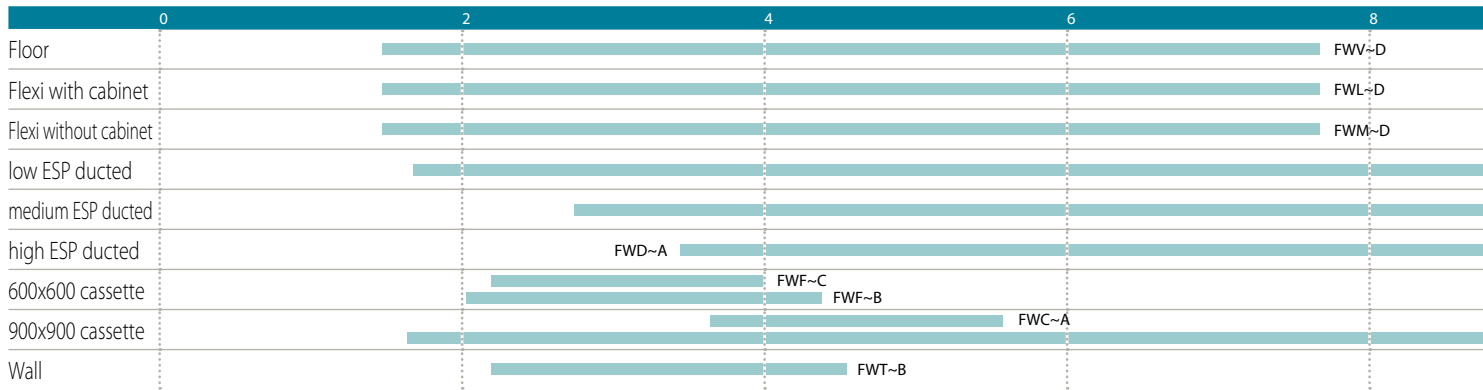 0 2 4 6 8
Floor FWV~D
Flexi with cabinet FWL~D
Flexi without cabinet FWM~D
low ESP ducted
medium ESP ducted
high ESP ducted FWD~A
600x600 cassette FWF~C
FWF~B
900x900 cassette FWC~A
Wall FWT~B